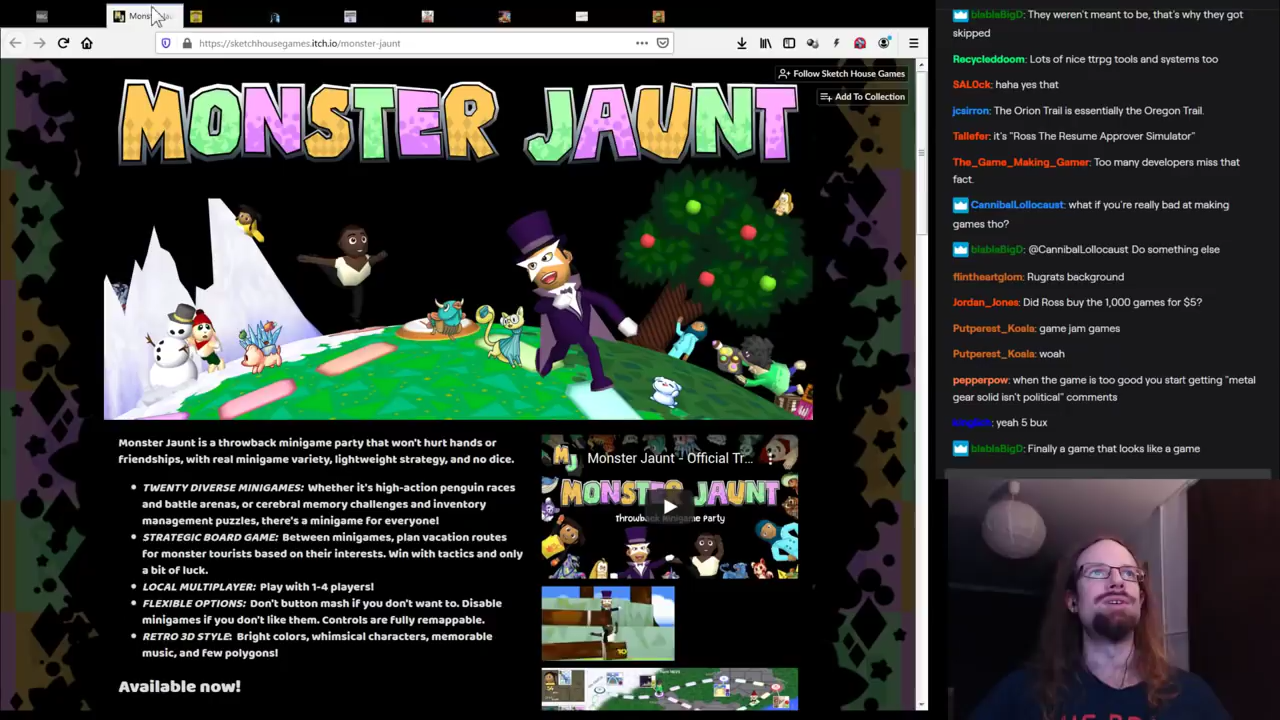 Monster Jau
https://sketchhousegames.itch.io/monster-jaunt
Follow Sketch House Games
Add To Collection
MONSTER JAUNT
Monster Jaunt is a throwback minigame party that won't hurt hands or
friendships, with real minigame variety, lightweight strategy, and no dice.
TWENTY DIVERSE MINIGAMES: Whether it's high-action penguin races
and battle arenas, or cerebral memory challenges and inventory
management puzzles, there's a minigame for everyone!
STRATEGIC BOARD GAME: Between minigames, plan vacation routes
for monster tourists based on their interests. Win with tactics and only
a bit of luck.
LOCAL MULTIPLAYER: Play with 1-4 players!
FLEXIBLE OPTIONS: Don't button mash if you don't want to. Disable
minigames if you don't like them. Controls are fully remappable.
RETRO 3D STYLE: Bright colors, whimsical characters, memorable
music, and few polygons!
Available now!
MJ
Monster Jaunt - Official Tr...
MONSTER JAUNT
Throwback Minigame Party
blablaBigD: They weren't meant to be, that's why they got
skipped
Recycleddoom: Lots of nice ttrpg tools and systems too
SAL0ck: haha yes that
jcsirron: The Orion Trail is essentially the Oregon Trail.
Tallefer: it's "Ross The Resume Approver Simulator"
The_Game_Making_Gamer: Too many developers miss that
fact.
CannibalLollocaust: what if you're really bad at making
games tho?
blablaBigD: @CannibalLollocaust Do something else
flintheartglom: Rugrats background
Jordan_Jones: Did Ross buy the 1,000 games for $5?
Putperest_Koala: game jam games
Putperest_Koala: woah
pepperpow: when the game is too good you start getting "metal
gear solid isn't political" comments
yeah 5 bux
blablaBigD: Finally a game that looks like a game